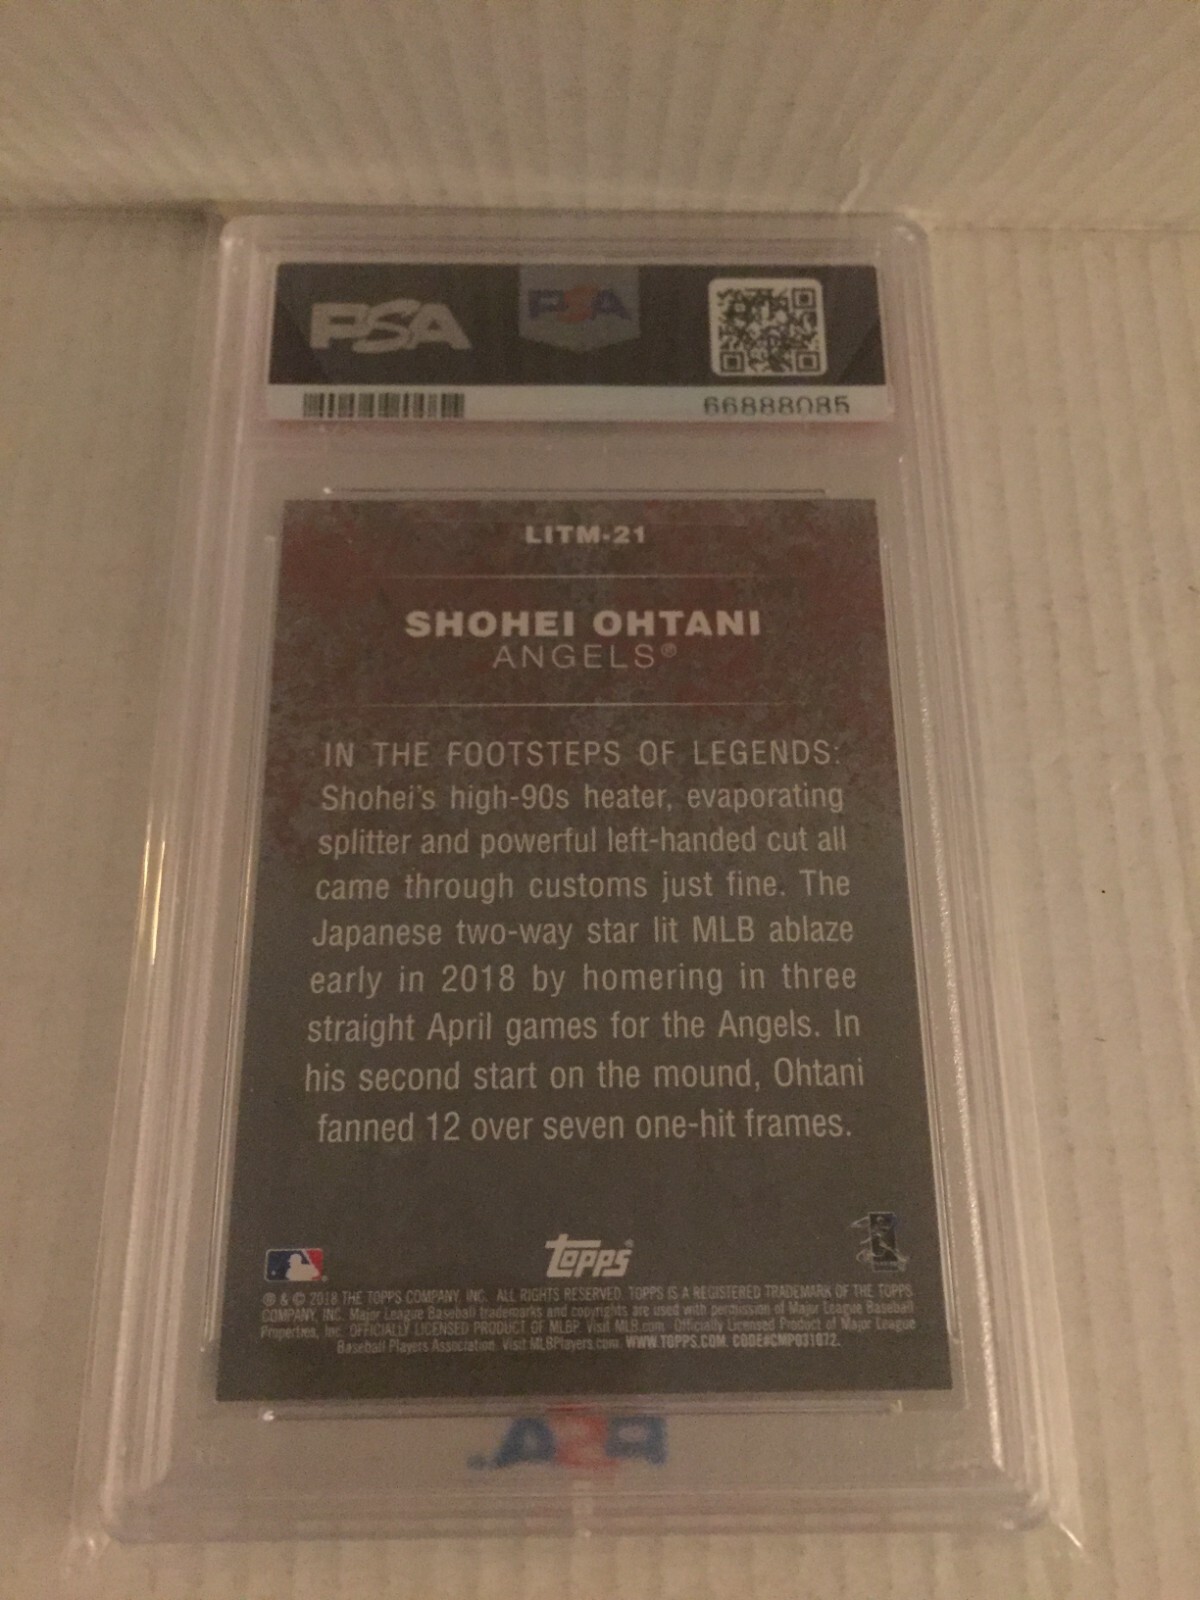 PSA
PSA
66888085
LITM-21
SHOHEI OHTANI
ANGELS®
IN THE FOOTSTEPS OF LEGENDS:
Shohei's high-90s heater, evaporating
splitter and powerful left-handed cut all
came through customs just fine. The
Japanese two-way star lit MLB ablaze
early in 2018 by homering in three
straight April games for the Angels. In
his second start on the mound, Ohtani
fanned 12 over seven one-hit frames.
topps®
® & © 2018 THE TOPPS COMPANY, INC. ALL RIGHTS RESERVED. TOPPS IS A REGISTERED TRADEMARK OF THE TOPPS
COMPANY, INC. Major League Baseball trademarks and copyrights are used with permission of Major League Baseball
Properties, Inc. OFFICIALLY LICENSED PRODUCT OF MLBP Visit MLB.com Officially Licensed Product of Major League
Baseball Players Association. Visit MLBPlayers.com. WWW.TOPPS.COM. CODE#CMP031072.
PSA